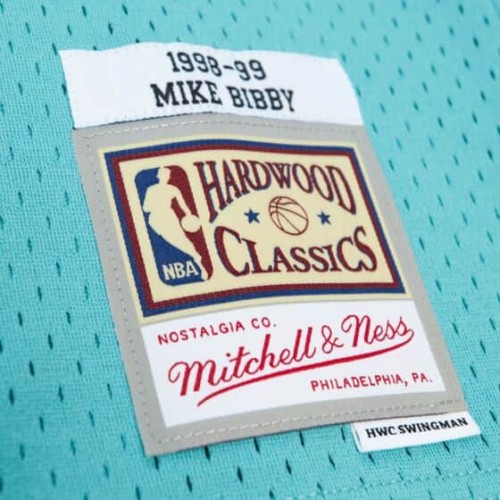 1998-99
MIKE BIBBY
HARDWOOD
CLASSICS
NBA
NOSTALGIA CO.
Mitchell & Ness
PHILADELPHIA, PA.
HWC SWINGMAN